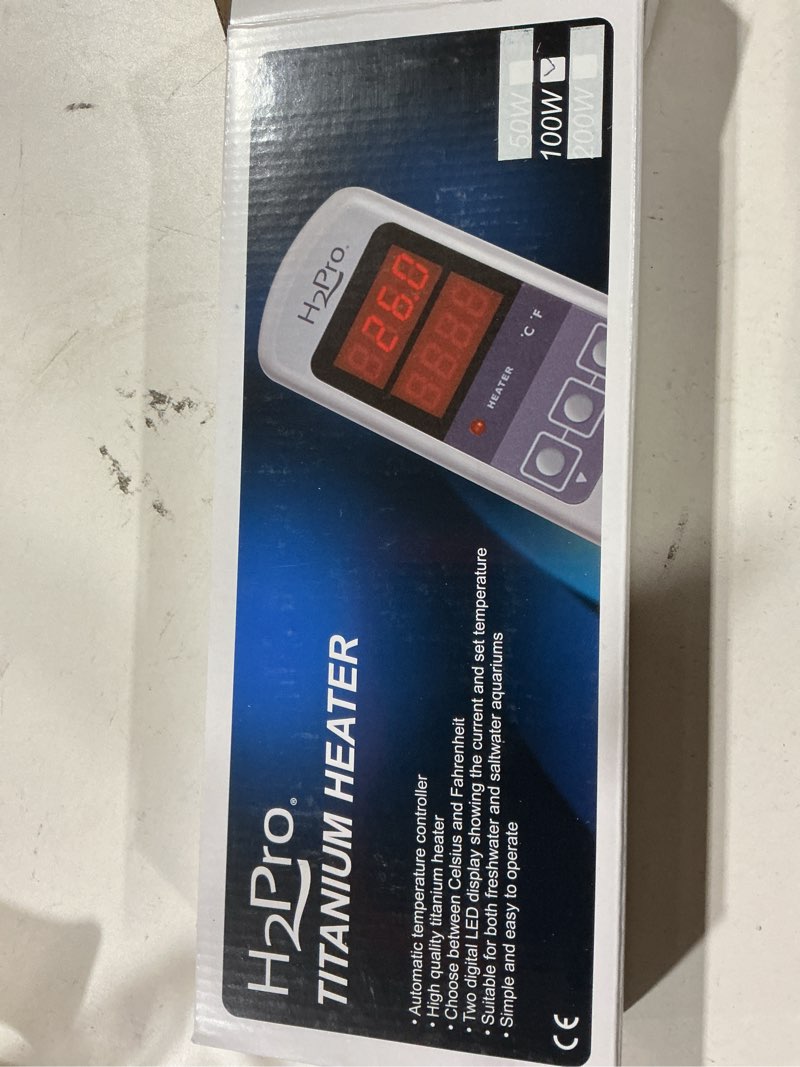 H2Pro®
TITANIUM HEATER
• Automatic temperature controller
• High quality titanium heater
• Choose between Celsius and Fahrenheit
• Two digital LED display showing the current and set temperature
• Suitable for both freshwater and saltwater aquariums
• Simple and easy to operate
CE
H2Pro®
26.0
HEATER
°C °F
50W
100W
200W